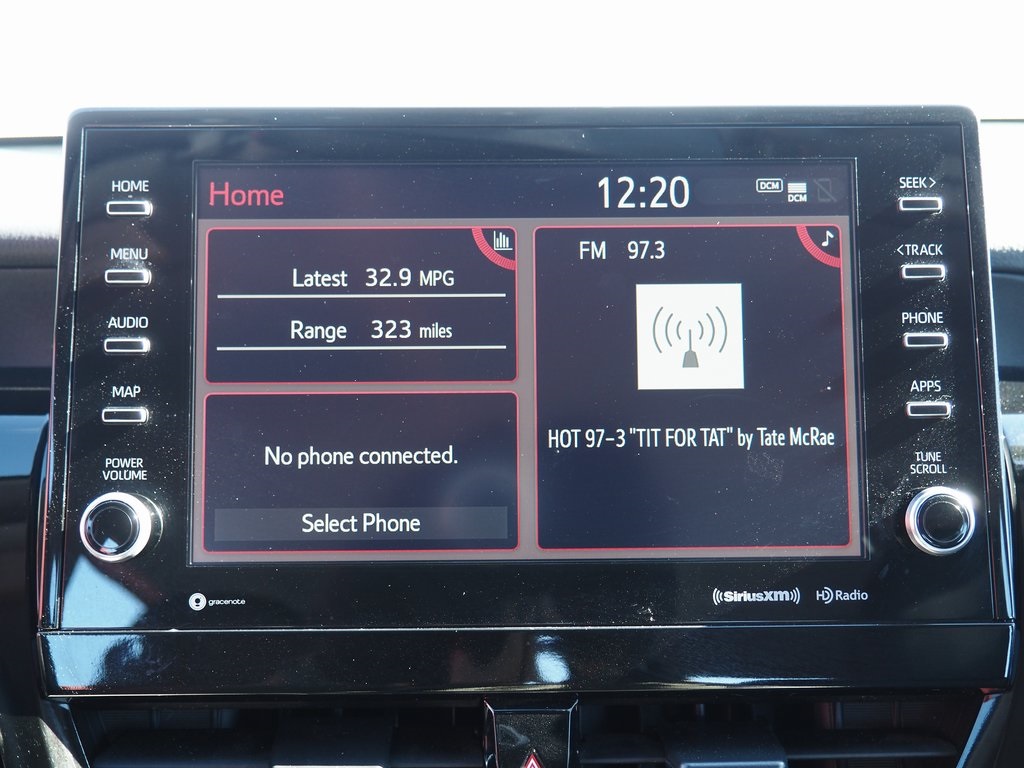 HOME
MENU
AUDIO
MAP
POWER
VOLUME
Home
12:20
DCM
DCM
Latest 32.9 MPG
Range 323 miles
No phone connected.
Select Phone
FM 97.3
HOT 97-3 "TIT FOR TAT" by Tate McRae
SEEK >
< TRACK
PHONE
APPS
TUNE
SCROLL
gracenote
((SiriusXM))
HD Radio